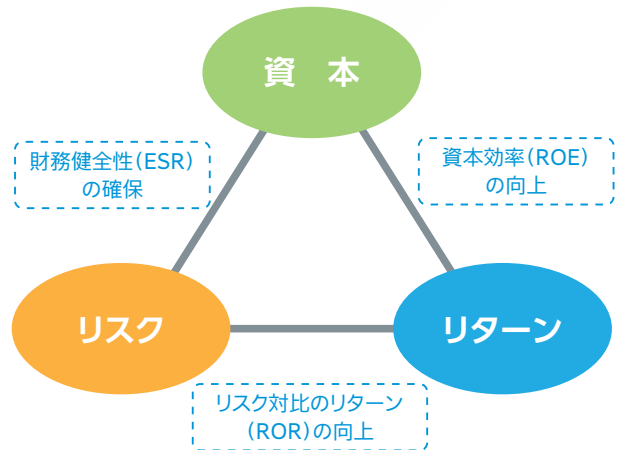 資　本
財務健全性(ESR)
の確保
資本効率(ROE)
の向上
リスク
リターン
リスク対比のリターン
(ROR)の向上